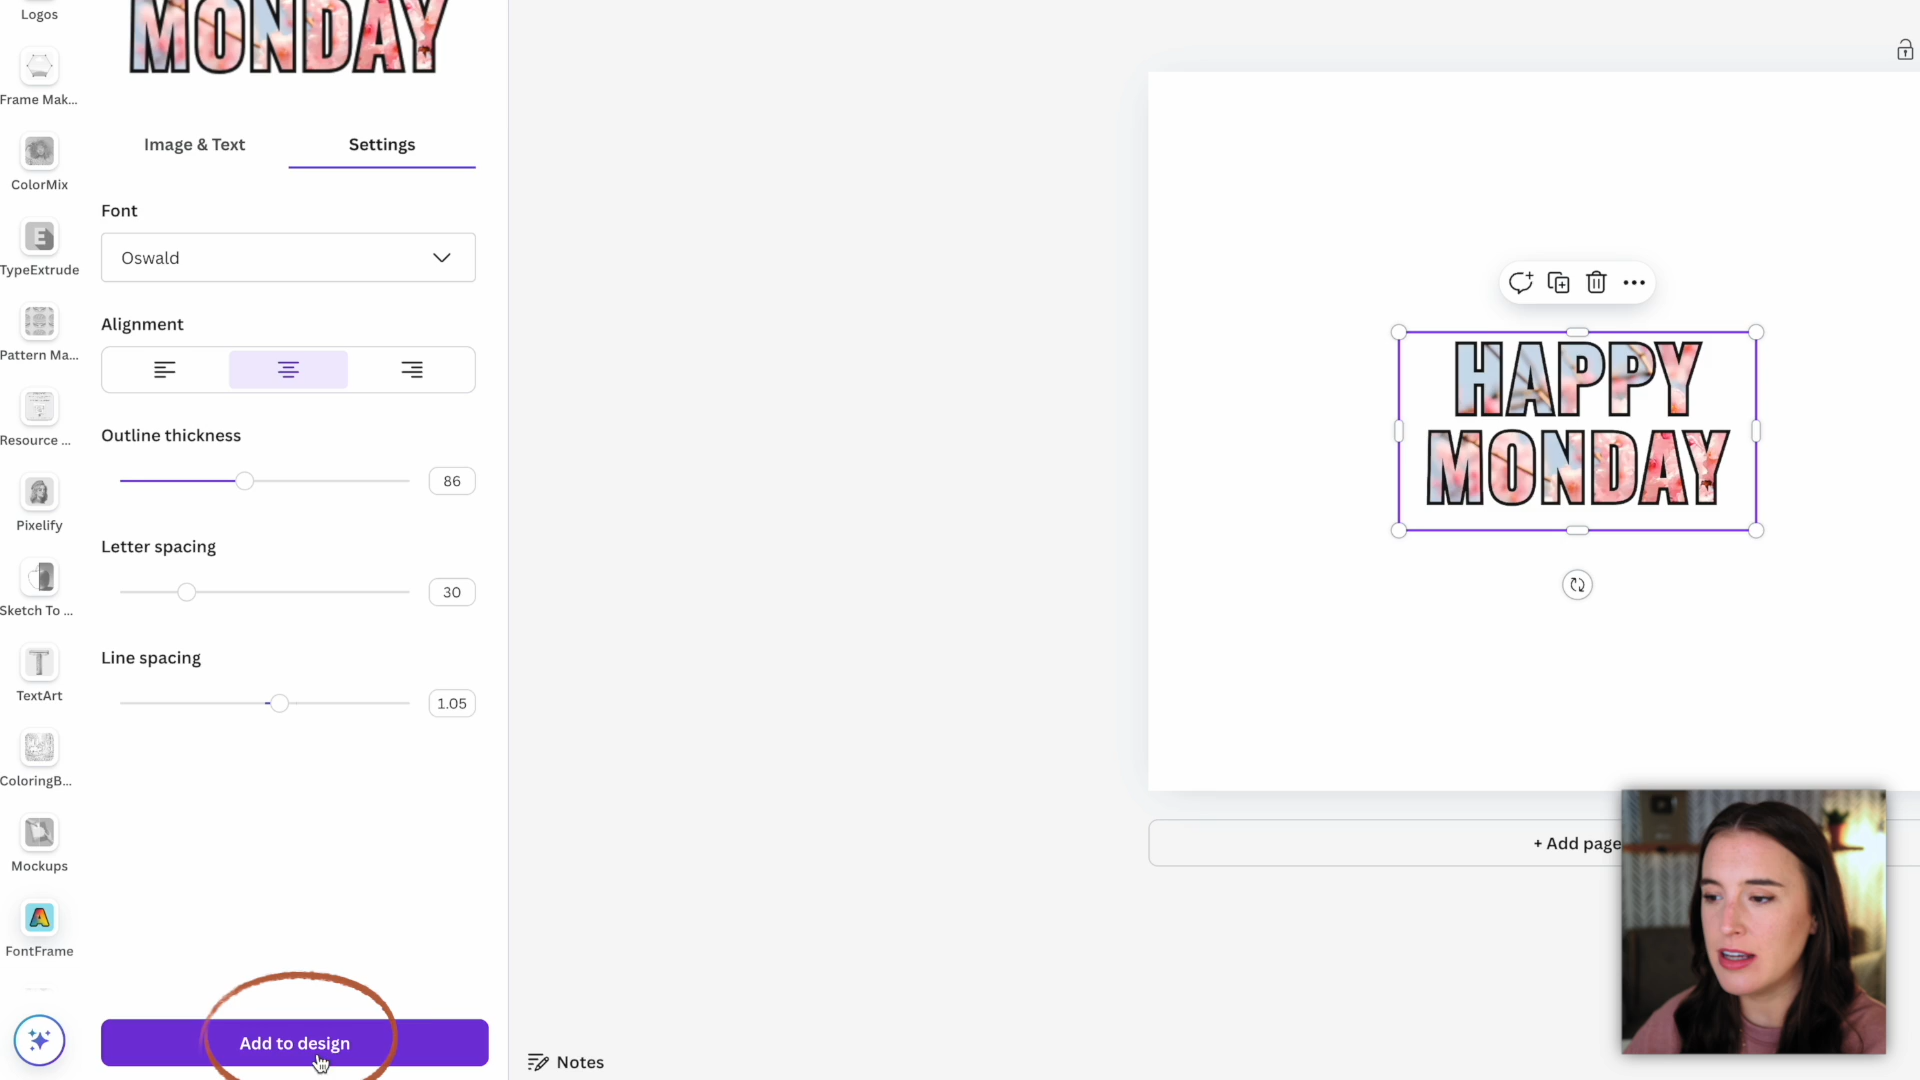 Logos
Frame Mak...
ColorMix
TypeExtrude
Pattern Ma...
Resource ...
Pixelify
Sketch To ...
TextArt
ColoringB...
Mockups
FontFrame
MONDAY
Image & Text
Settings
Font
Oswald
Alignment
Outline thickness
86
Letter spacing
30
Line spacing
1.05
Add to design
HAPPY
MONDAY
+ Add page
Notes